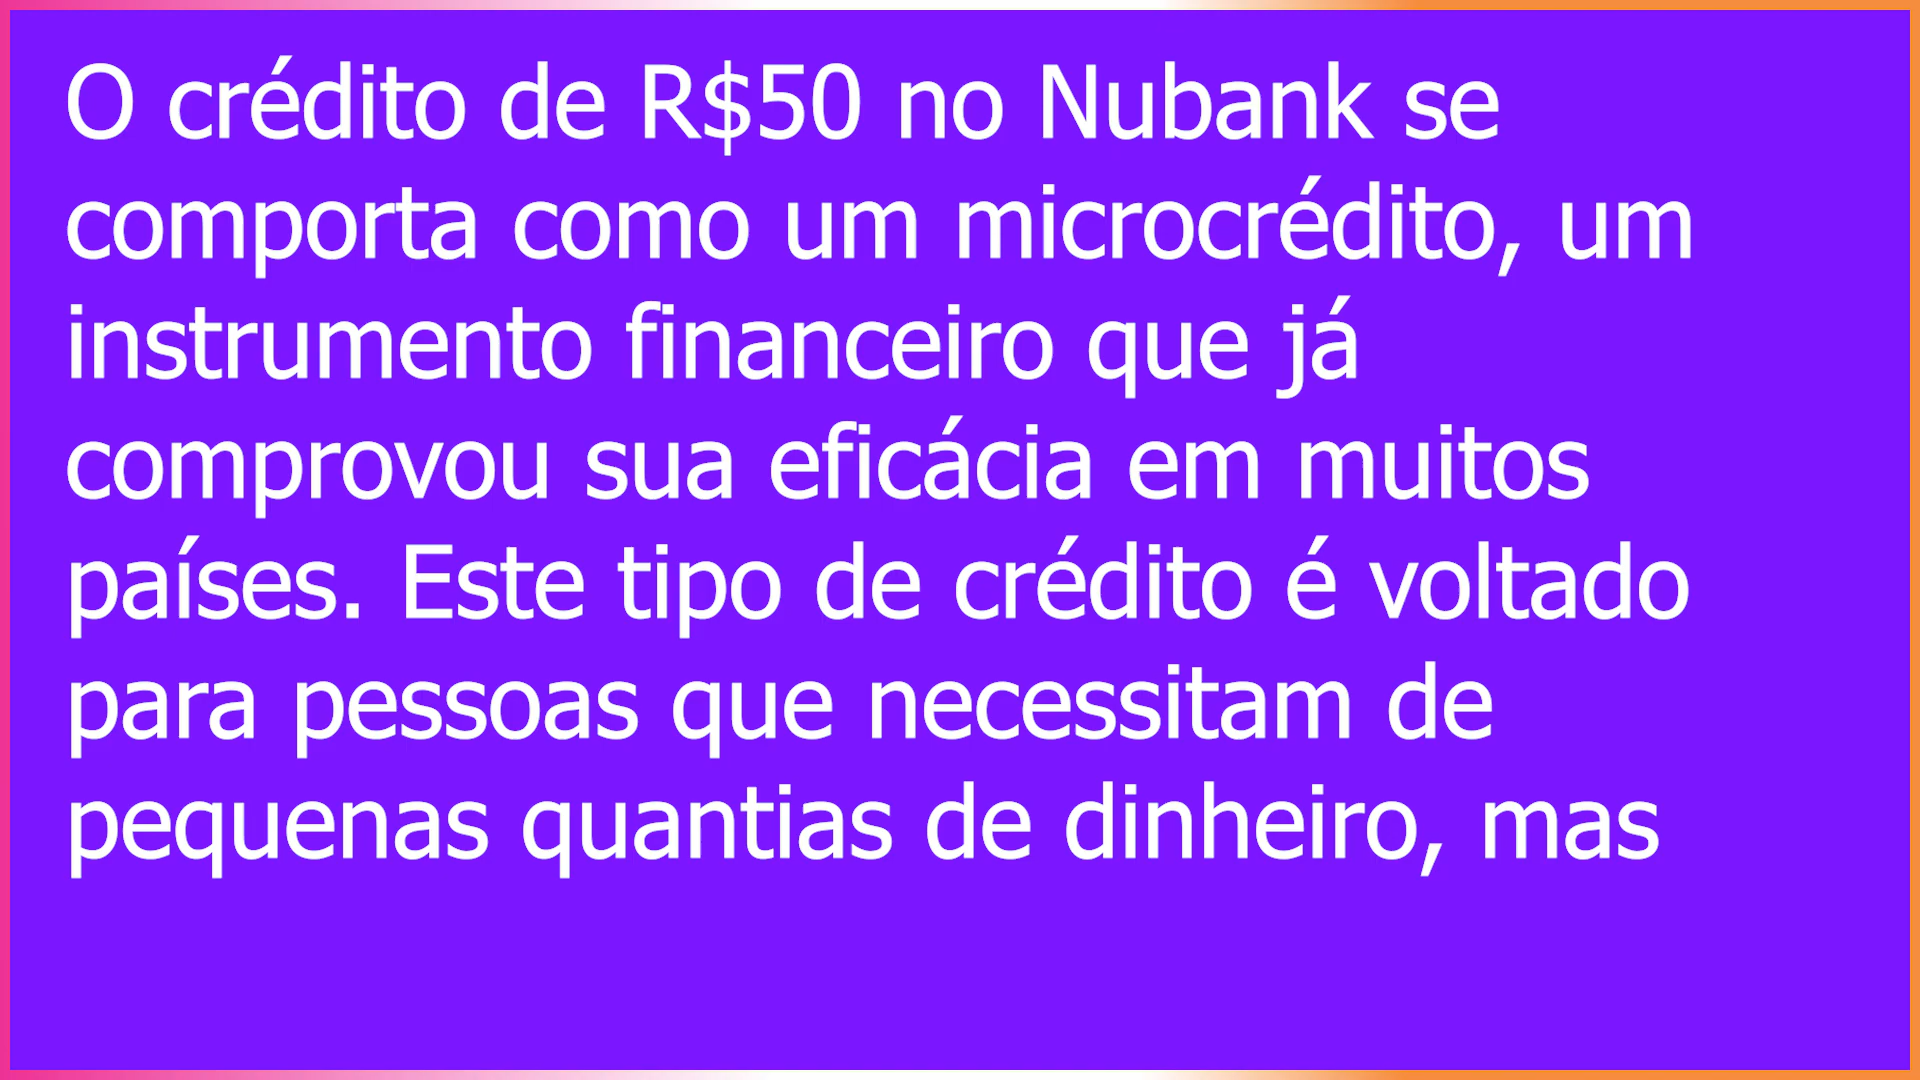 O crédito de R$50 no Nubank se
comporta como um microcrédito, um
instrumento financeiro que já
comprovou sua eficácia em muitos
países. Este tipo de crédito é voltado
para pessoas que necessitam de
pequenas quantias de dinheiro, mas